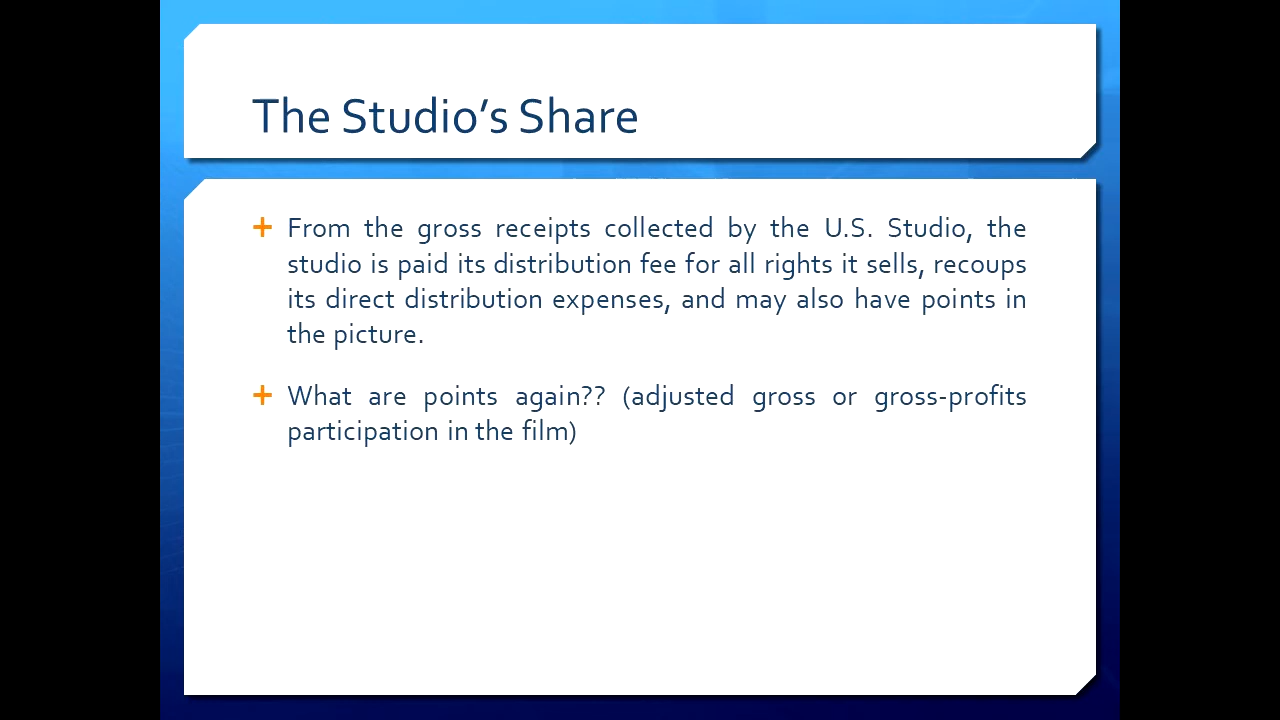 The Studio’s Share
From the gross receipts collected by the U.S. Studio, the
studio is paid its distribution fee for all rights it sells, recoups
its direct distribution expenses, and may also have points in
the picture.
What are points again?? (adjusted gross or gross-profits
participation in the film)